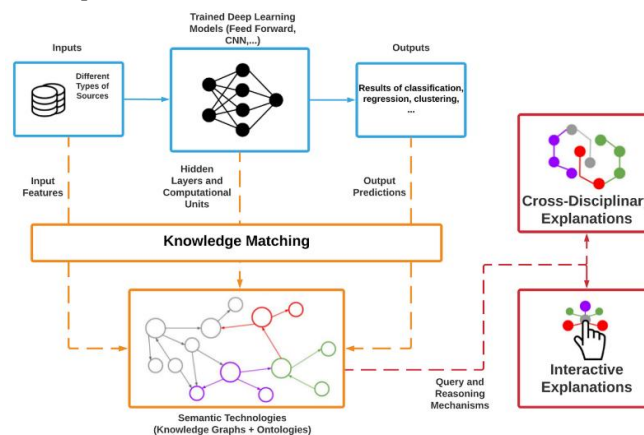 Inputs
Trained Deep Learning
Models (Feed Forward,
CNN,...)
Outputs
Different
Types of
Sources
Results of classification,
regression, clustering,
...
Input
Features
Hidden
Layers and
Computational
Units
Output
Predictions
Knowledge Matching
Semantic Technologies
(Knowledge Graphs + Ontologies)
Query and
Reasoning
Mechanisms
Cross-Disciplinar
Explanations
Interactive
Explanations